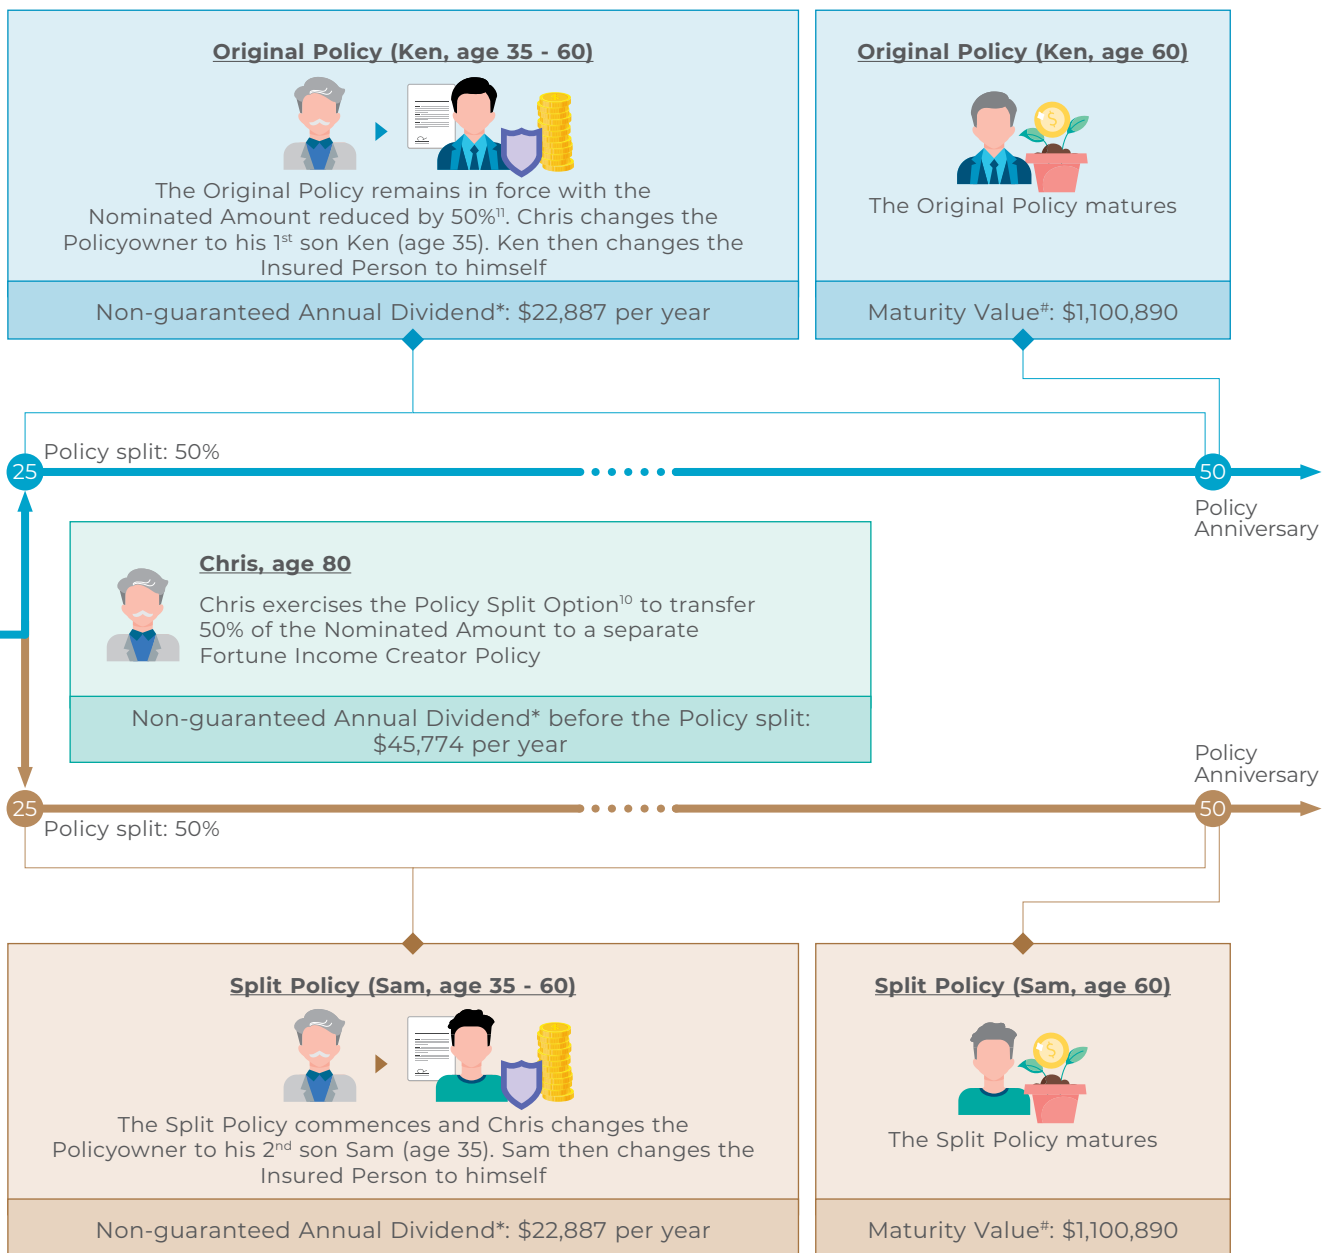 Original Policy (Ken, age 35 - 60)
The Original Policy remains in force with the
Nominated Amount reduced by 50%¹¹. Chris changes the
Policyowner to his 1ˢᵗ son Ken (age 35). Ken then changes the
Insured Person to himself
Non-guaranteed Annual Dividend*: $22,887 per year
Original Policy (Ken, age 60)
The Original Policy matures
Maturity Value#: $1,100,890
Policy split: 50%
25
50
Policy
Anniversary
Chris, age 80
Chris exercises the Policy Split Option¹⁰ to transfer
50% of the Nominated Amount to a separate
Fortune Income Creator Policy
Non-guaranteed Annual Dividend* before the Policy split:
$45,774 per year
Policy
Anniversary
25
50
Policy split: 50%
Split Policy (Sam, age 35 - 60)
The Split Policy commences and Chris changes the
Policyowner to his 2ⁿᵈ son Sam (age 35). Sam then changes the
Insured Person to himself
Non-guaranteed Annual Dividend*: $22,887 per year
Split Policy (Sam, age 60)
The Split Policy matures
Maturity Value#: $1,100,890